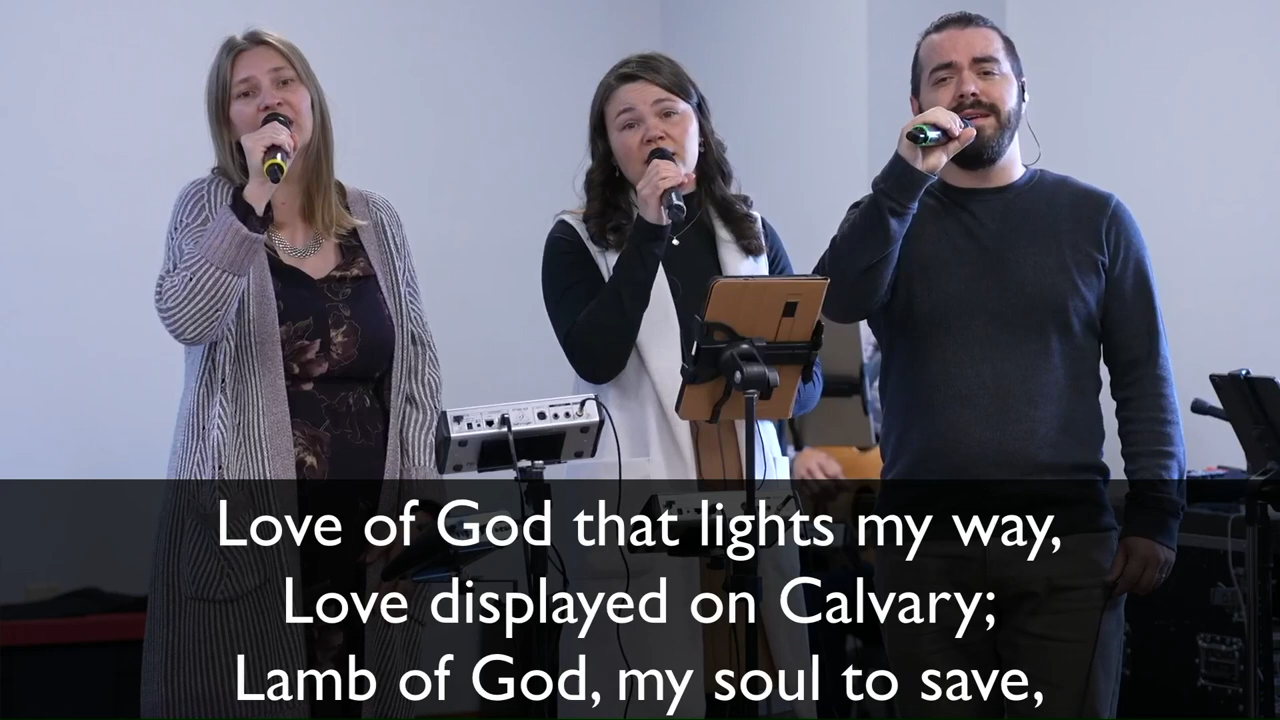 Love of God that lights my way,
Love displayed on Calvary;
Lamb of God, my soul to save,